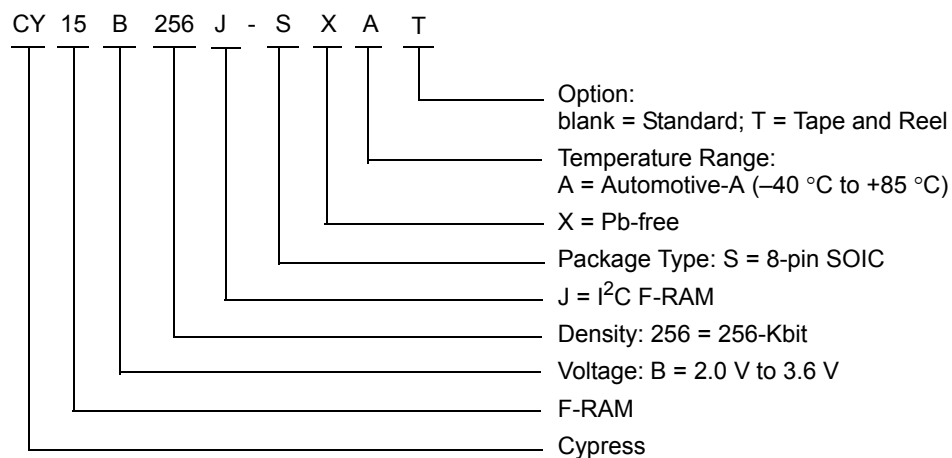 CY 15 B 256 J - S X A T
Option:
blank = Standard; T = Tape and Reel
Temperature Range:
A = Automotive-A (–40 °C to +85 °C)
X = Pb-free
Package Type: S = 8-pin SOIC
J = I²C F-RAM
Density: 256 = 256-Kbit
Voltage: B = 2.0 V to 3.6 V
F-RAM
Cypress